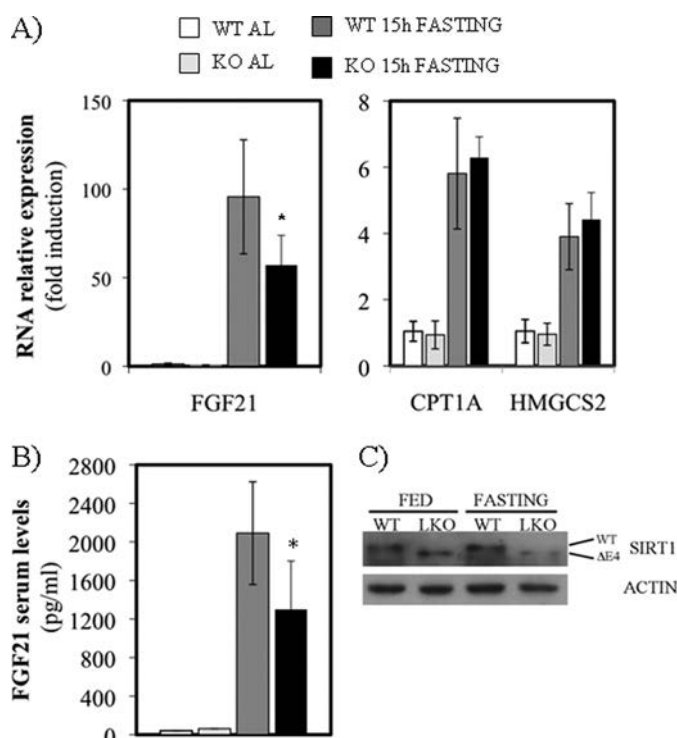 A)
WT AL
WT 15h FASTING
KO AL
KO 15h FASTING
RNA relative expression
(fold induction)
150
100
50
0
*
FGF21
8
6
4
2
0
CPT1A
HMGCS2
B)
FGF21 serum levels
(pg/ml)
2800
2400
2000
1600
1200
800
400
0
*
C)
FED
FASTING
WT LKO WT LKO
WT
ΔE4
SIRT1
ACTIN